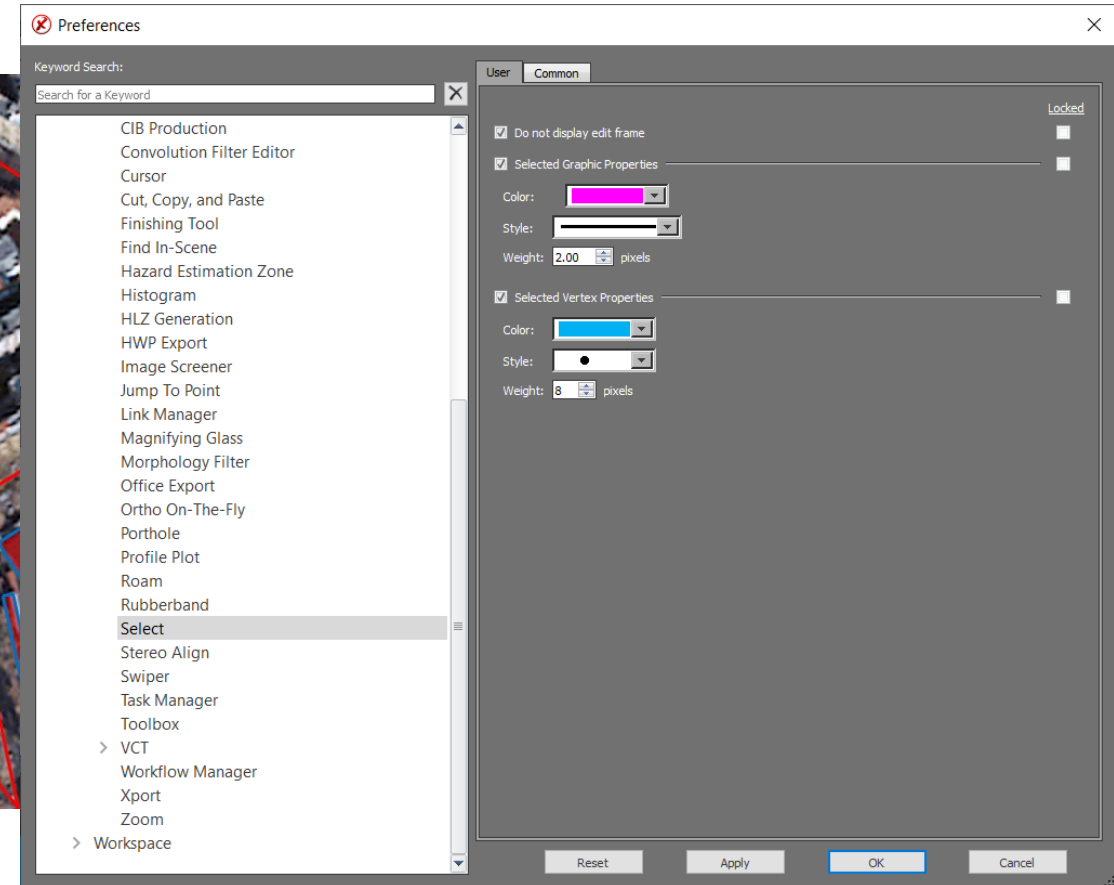 Preferences
Keyword Search:
Search for a Keyword
CIB Production
Convolution Filter Editor
Cursor
Cut, Copy, and Paste
Finishing Tool
Find In-Scene
Hazard Estimation Zone
Histogram
HLZ Generation
HWP Export
Image Screener
Jump To Point
Link Manager
Magnifying Glass
Morphology Filter
Office Export
Ortho On-The-Fly
Porthole
Profile Plot
Roam
Rubberband
Select
Stereo Align
Swiper
Task Manager
Toolbox
VCT
Workflow Manager
Xport
Zoom
Workspace
User Common
Locked
Do not display edit frame
Selected Graphic Properties
Color:
Style:
Weight: 2.00 pixels
Selected Vertex Properties
Color:
Style:
Weight: 8 pixels
Reset Apply OK Cancel